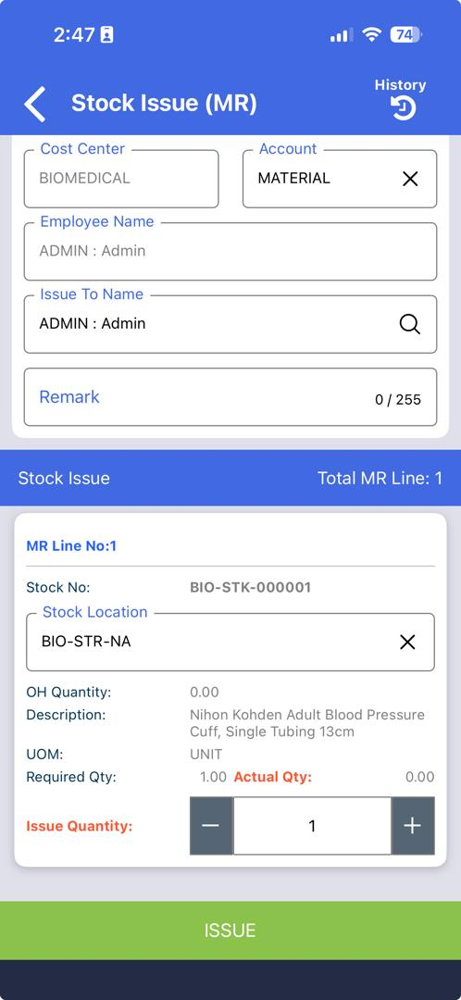 2:47
74
Stock Issue (MR)
History
Cost Center
BIOMEDICAL
Account
MATERIAL
Employee Name
ADMIN : Admin
Issue To Name
ADMIN : Admin
Remark
0 / 255
Stock Issue
Total MR Line: 1
MR Line No:1
Stock No: BIO-STK-000001
Stock Location
BIO-STR-NA
OH Quantity: 0.00
Description: Nihon Kohden Adult Blood Pressure
Cuff, Single Tubing 13cm
UOM: UNIT
Required Qty: 1.00 Actual Qty: 0.00
Issue Quantity: − 1 +
ISSUE